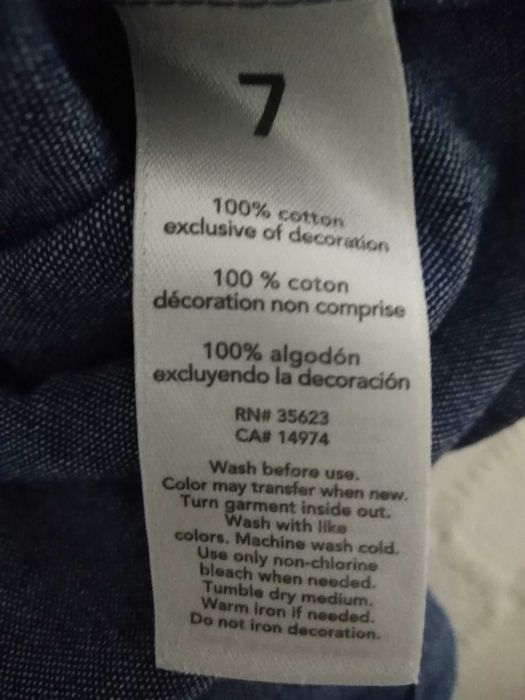 7
100% cotton
exclusive of decoration
100 % coton
décoration non comprise
100% algodón
excluyendo la decoración
RN# 35623
CA# 14974
Wash before use.
Color may transfer when new.
Turn garment inside out.
Wash with like
colors. Machine wash cold.
Use only non-chlorine
bleach when needed.
Tumble dry medium.
Warm iron if needed.
Do not iron decoration.